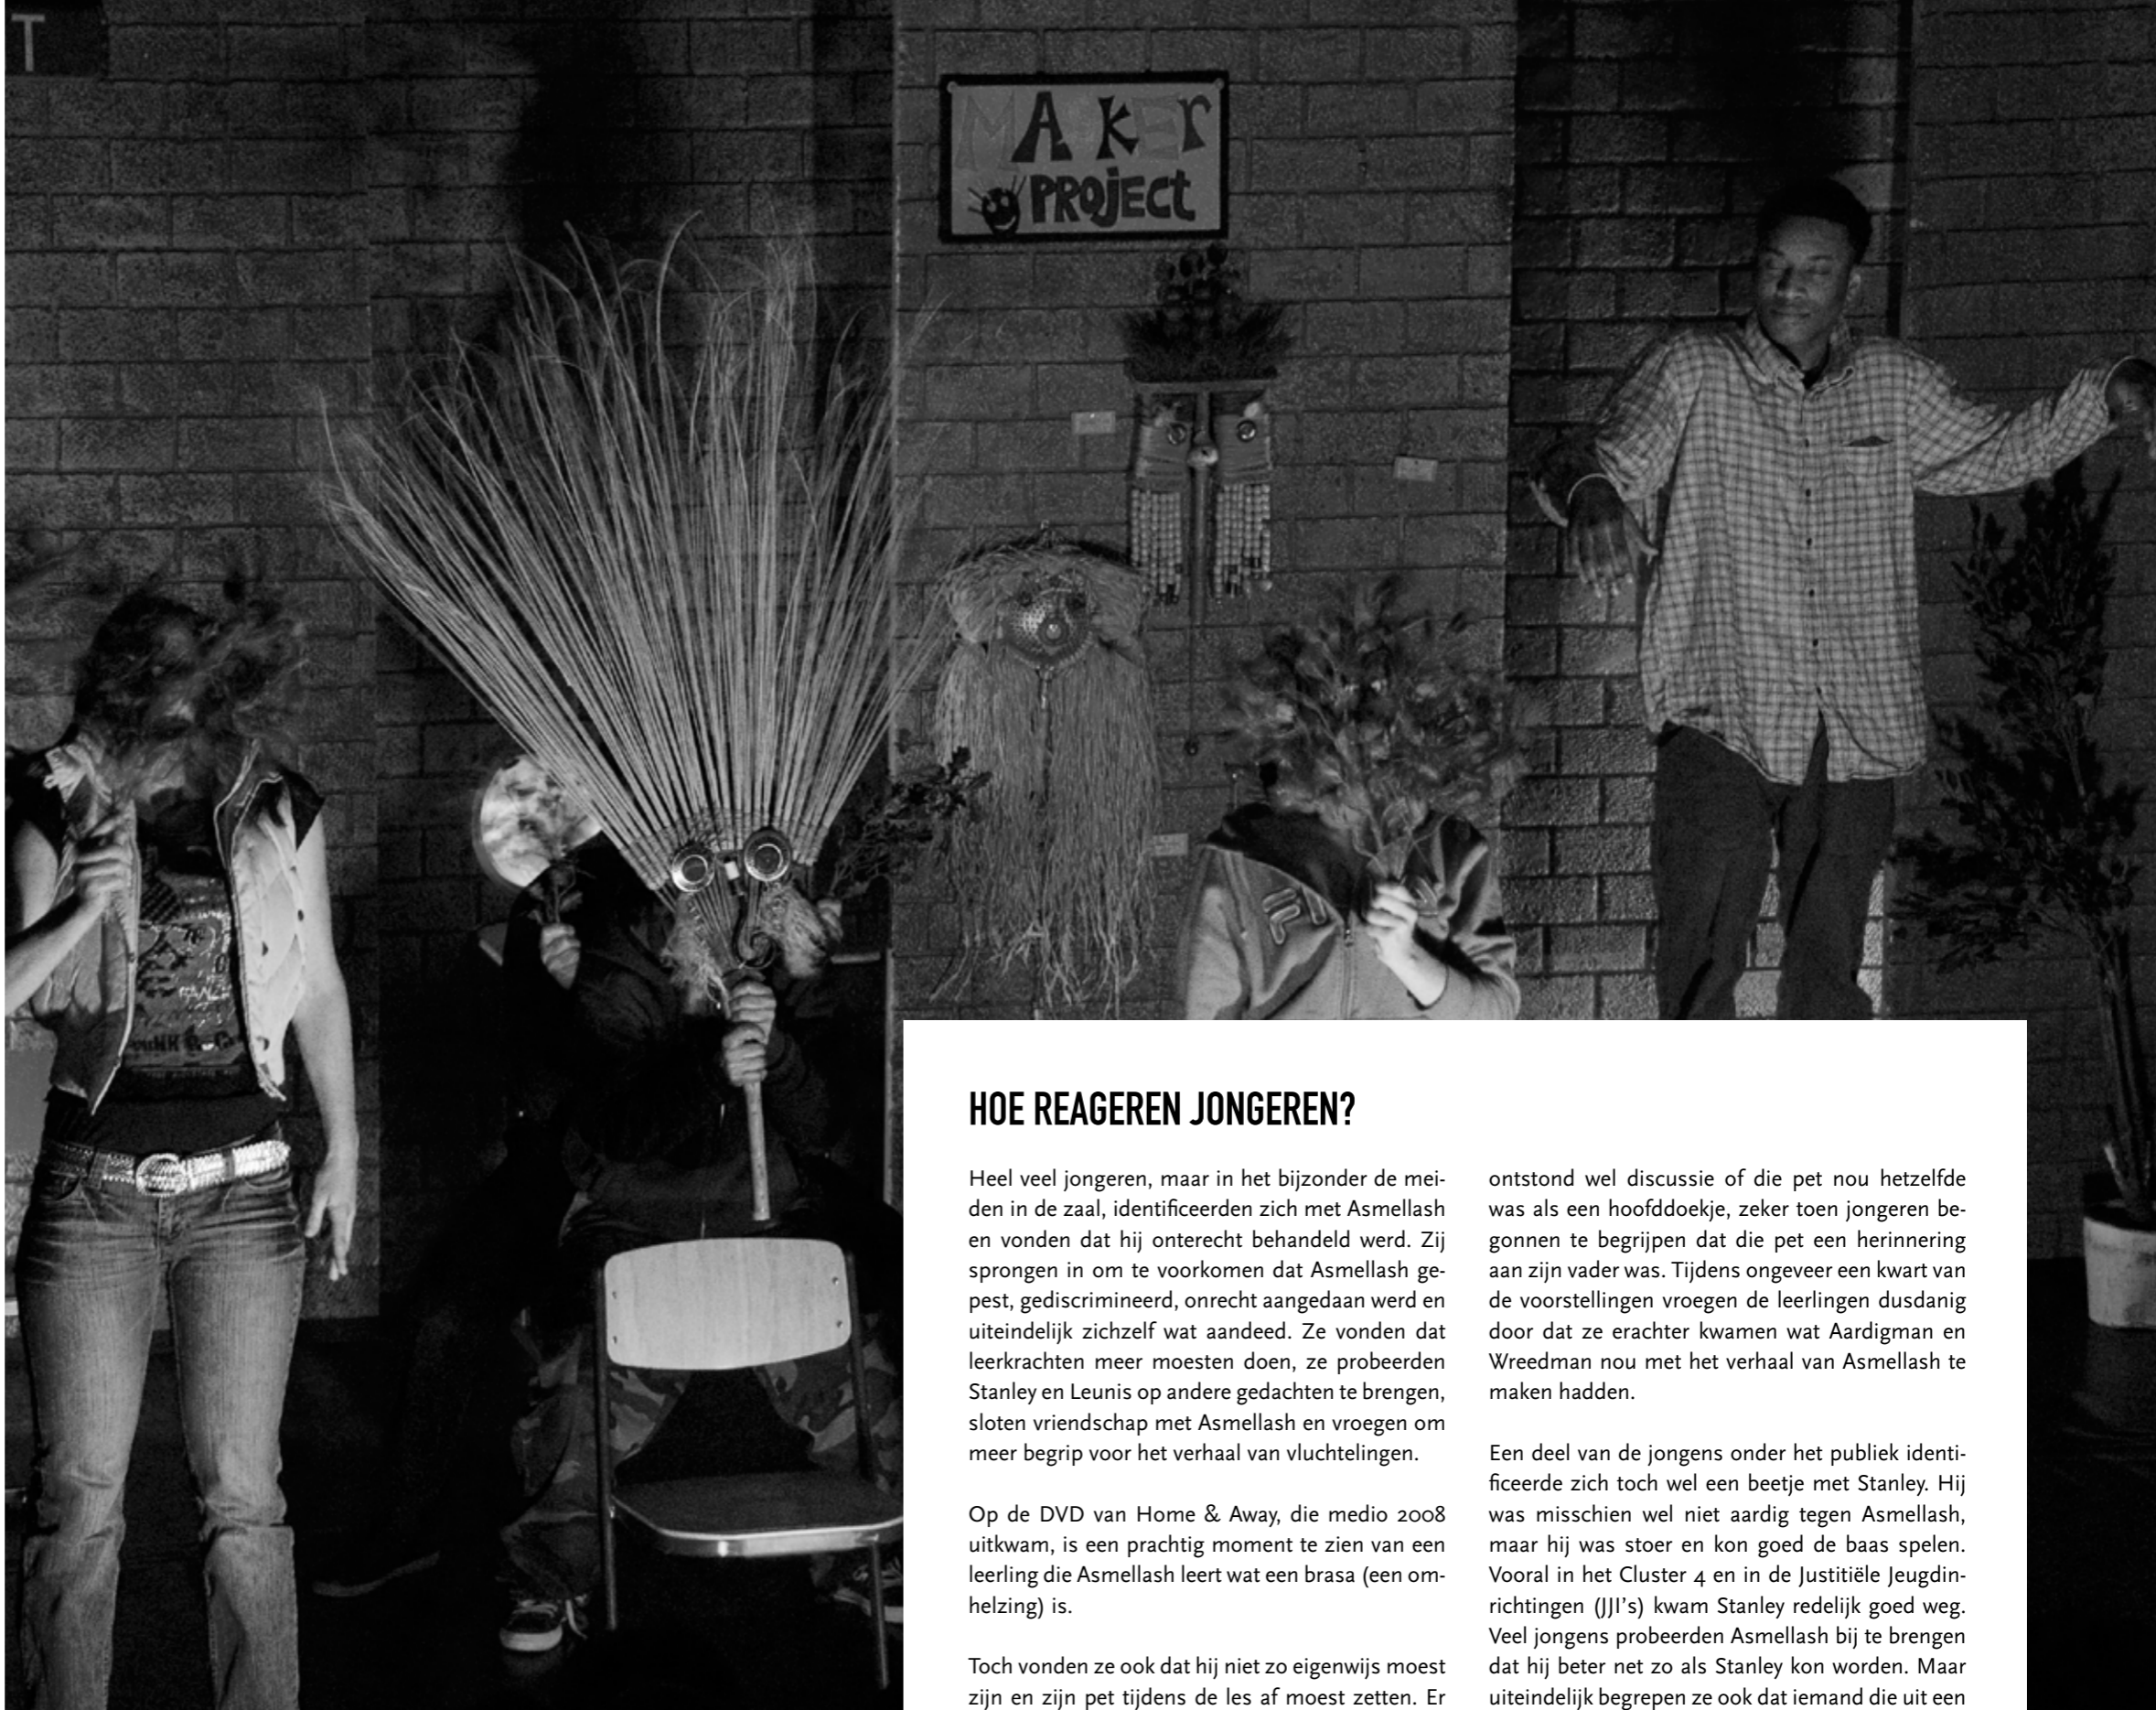 T
MAKEr
PROjEct
HOE REAGEREN JONGEREN?
Heel veel jongeren, maar in het bijzonder de mei-
den in de zaal, identificeerden zich met Asmellash
en vonden dat hij onterecht behandeld werd. Zij
sprongen in om te voorkomen dat Asmellash ge-
pest, gediscrimineerd, onrecht aangedaan werd en
uiteindelijk zichzelf wat aandeed. Ze vonden dat
leerkrachten meer moesten doen, ze probeerden
Stanley en Leunis op andere gedachten te brengen,
sloten vriendschap met Asmellash en vroegen om
meer begrip voor het verhaal van vluchtelingen.
Op de DVD van Home & Away, die medio 2008
uitkwam, is een prachtig moment te zien van een
leerling die Asmellash leert wat een brasa (een om-
helzing) is.
Toch vonden ze ook dat hij niet zo eigenwijs moest
zijn en zijn pet tijdens de les af moest zetten. Er
ontstond wel discussie of die pet nou hetzelfde
was als een hoofddoekje, zeker toen jongeren be-
gonnen te begrijpen dat die pet een herinnering
aan zijn vader was. Tijdens ongeveer een kwart van
de voorstellingen vroegen de leerlingen dusdanig
door dat ze erachter kwamen wat Aardigman en
Wreedman nou met het verhaal van Asmellash te
maken hadden.
Een deel van de jongens onder het publiek identi-
ficeerde zich toch wel een beetje met Stanley. Hij
was misschien wel niet aardig tegen Asmellash,
maar hij was stoer en kon goed de baas spelen.
Vooral in het Cluster 4 en in de Justitiële Jeugdin-
richtingen (JJI's) kwam Stanley redelijk goed weg.
Veel jongens probeerden Asmellash bij te brengen
dat hij beter net zo als Stanley kon worden. Maar
uiteindelijk begrepen ze ook dat iemand die uit een